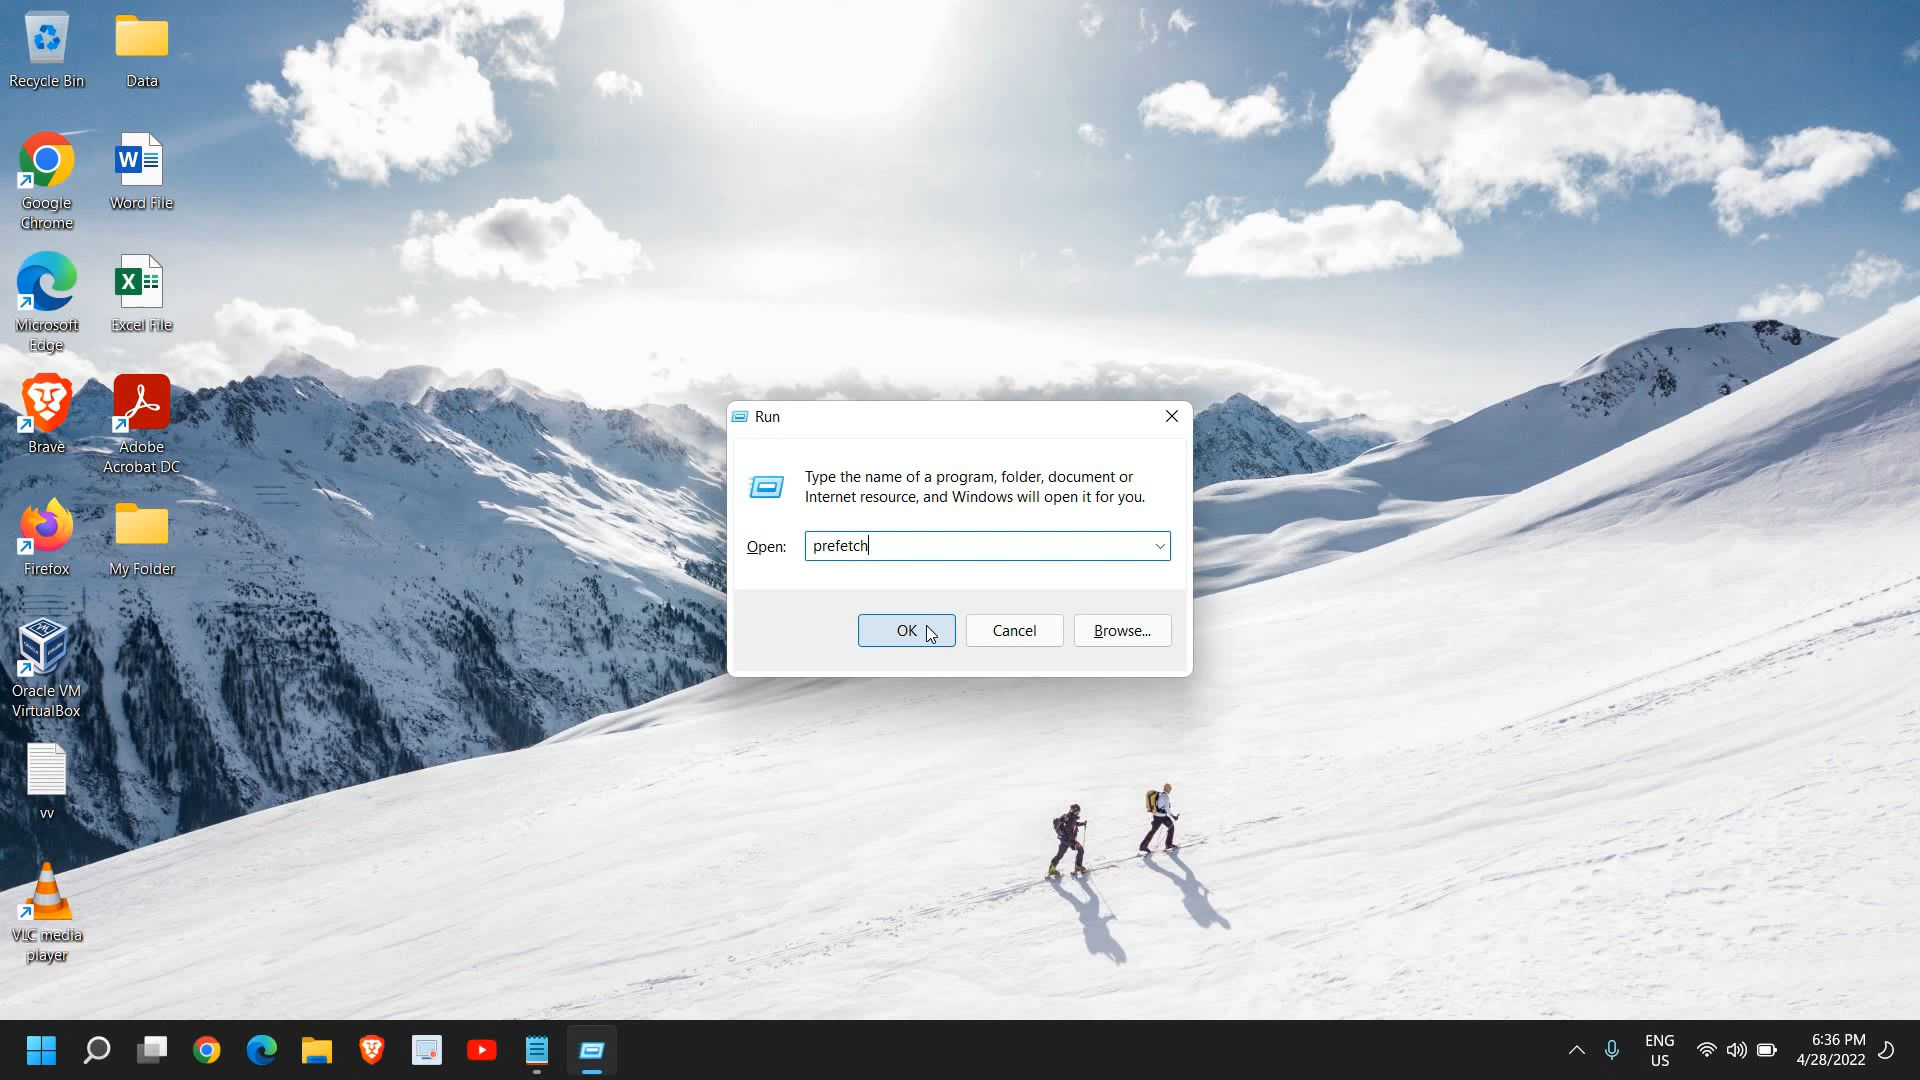 Recycle Bin
Data
Google
Chrome
Word File
Microsoft
Edge
Excel File
Brave
Adobe
Acrobat DC
Firefox
My Folder
Oracle VM
VirtualBox
vv
VLC media
player
Run
Type the name of a program, folder, document or
Internet resource, and Windows will open it for you.
Open:
prefetch
OK
Cancel
Browse...
ENG
US
6:36 PM
4/28/2022